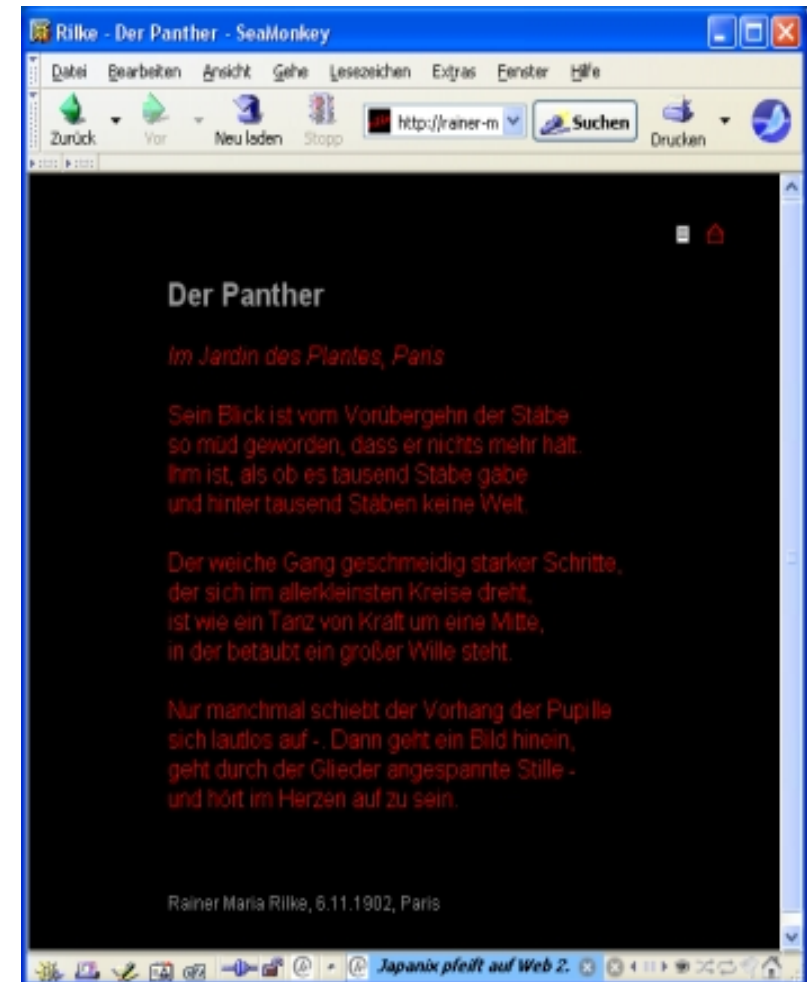 Rilke - Der Panther - SeaMonkey
Datei Bearbeiten Ansicht Gehe Lesezeichen Extras Fenster Hilfe
Zurück Vor Neu laden Stopp http://rainer-m Suchen Drucken
Der Panther
Im Jardin des Plantes, Paris
Sein Blick ist vom Vorübergehn der Stäbe
so müd geworden, dass er nichts mehr hält.
Ihm ist, als ob es tausend Stäbe gäbe
und hinter tausend Stäben keine Welt.
Der weiche Gang geschmeidig starker Schritte,
der sich im allerkleinsten Kreise dreht,
ist wie ein Tanz von Kraft um eine Mitte,
in der betäubt ein großer Wille steht.
Nur manchmal schiebt der Vorhang der Pupille
sich lautlos auf -. Dann geht ein Bild hinein,
geht durch der Glieder angespannte Stille -
und hört im Herzen auf zu sein.
Rainer Maria Rilke, 6.11.1902, Paris
Japanix pfeift auf Web 2.